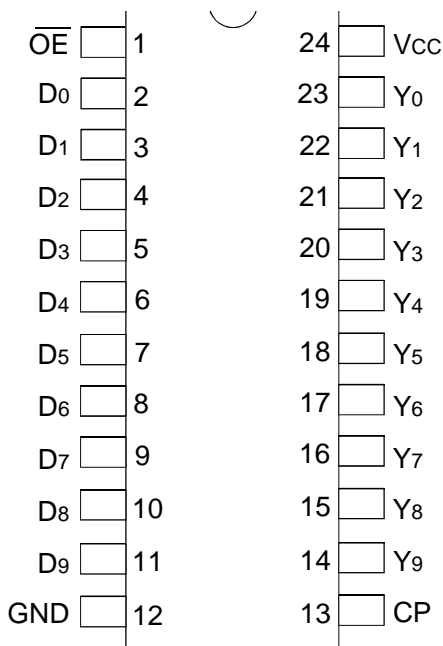 OE 1 24 VCC
D0 2 23 Y0
D1 3 22 Y1
D2 4 21 Y2
D3 5 20 Y3
D4 6 19 Y4
D5 7 18 Y5
D6 8 17 Y6
D7 9 16 Y7
D8 10 15 Y8
D9 11 14 Y9
GND 12 13 CP